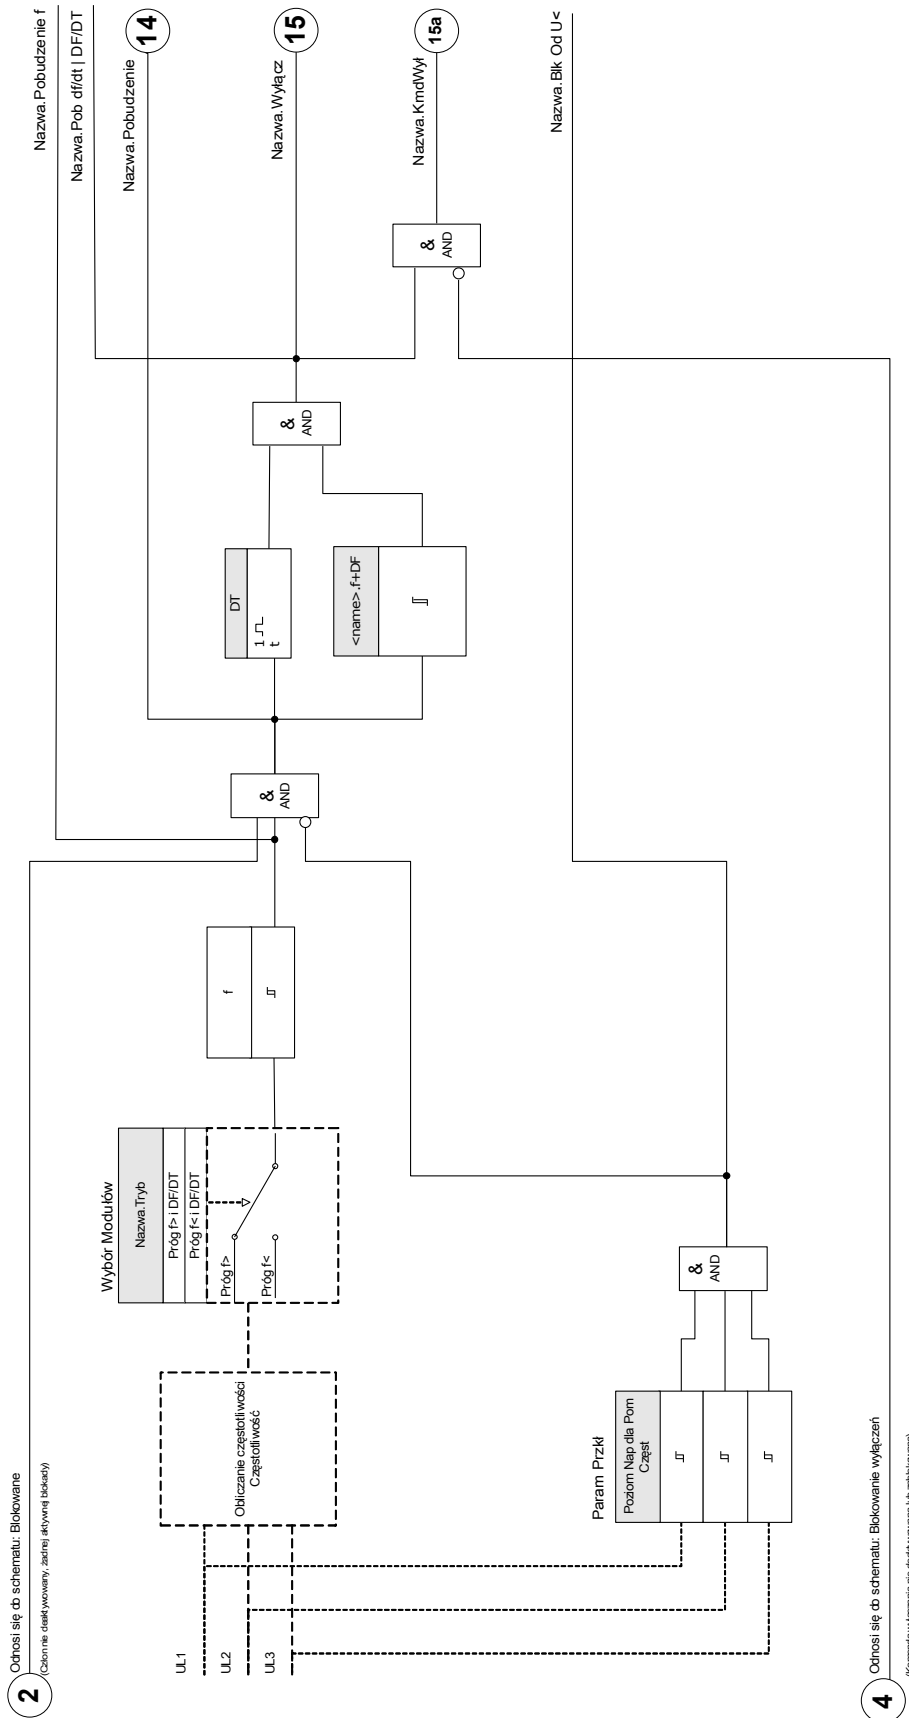 2
Odnosi się do schematu: Blokowane
(Człon nie deaktywowany, żadnej aktywnej blokady)
UL1
UL2
UL3
Obliczanie częstotliwości
Częstotliwość
Wybór Modułów
Nazwa.Tryb
Próg f> i DF/DT
Próg f< i DF/DT
Próg f>
Próg f<
f
&
AND
DT
1
t
<name>.f+DF
&
AND
&
AND
Nazwa.Pobudzenie f
Nazwa.Pob df/dt | DF/DT
Nazwa.Pobudzenie
14
Nazwa.Wyłącz
15
Nazwa.KmdWył
15a
Nazwa.Blk Od U<
Param Przkł
Poziom Nap dla Pom
Częst
&
AND
4
Odnosi się do schematu: Blokowanie wyłączeń